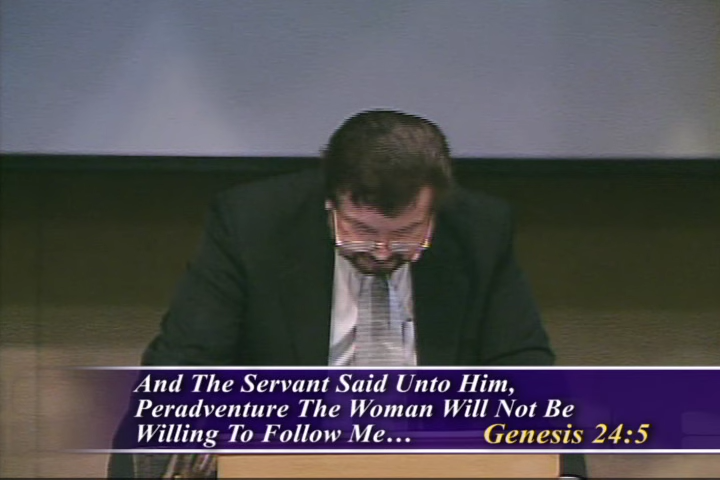 And The Servant Said Unto Him,
Peradventure The Woman Will Not Be
Willing To Follow Me... Genesis 24:5